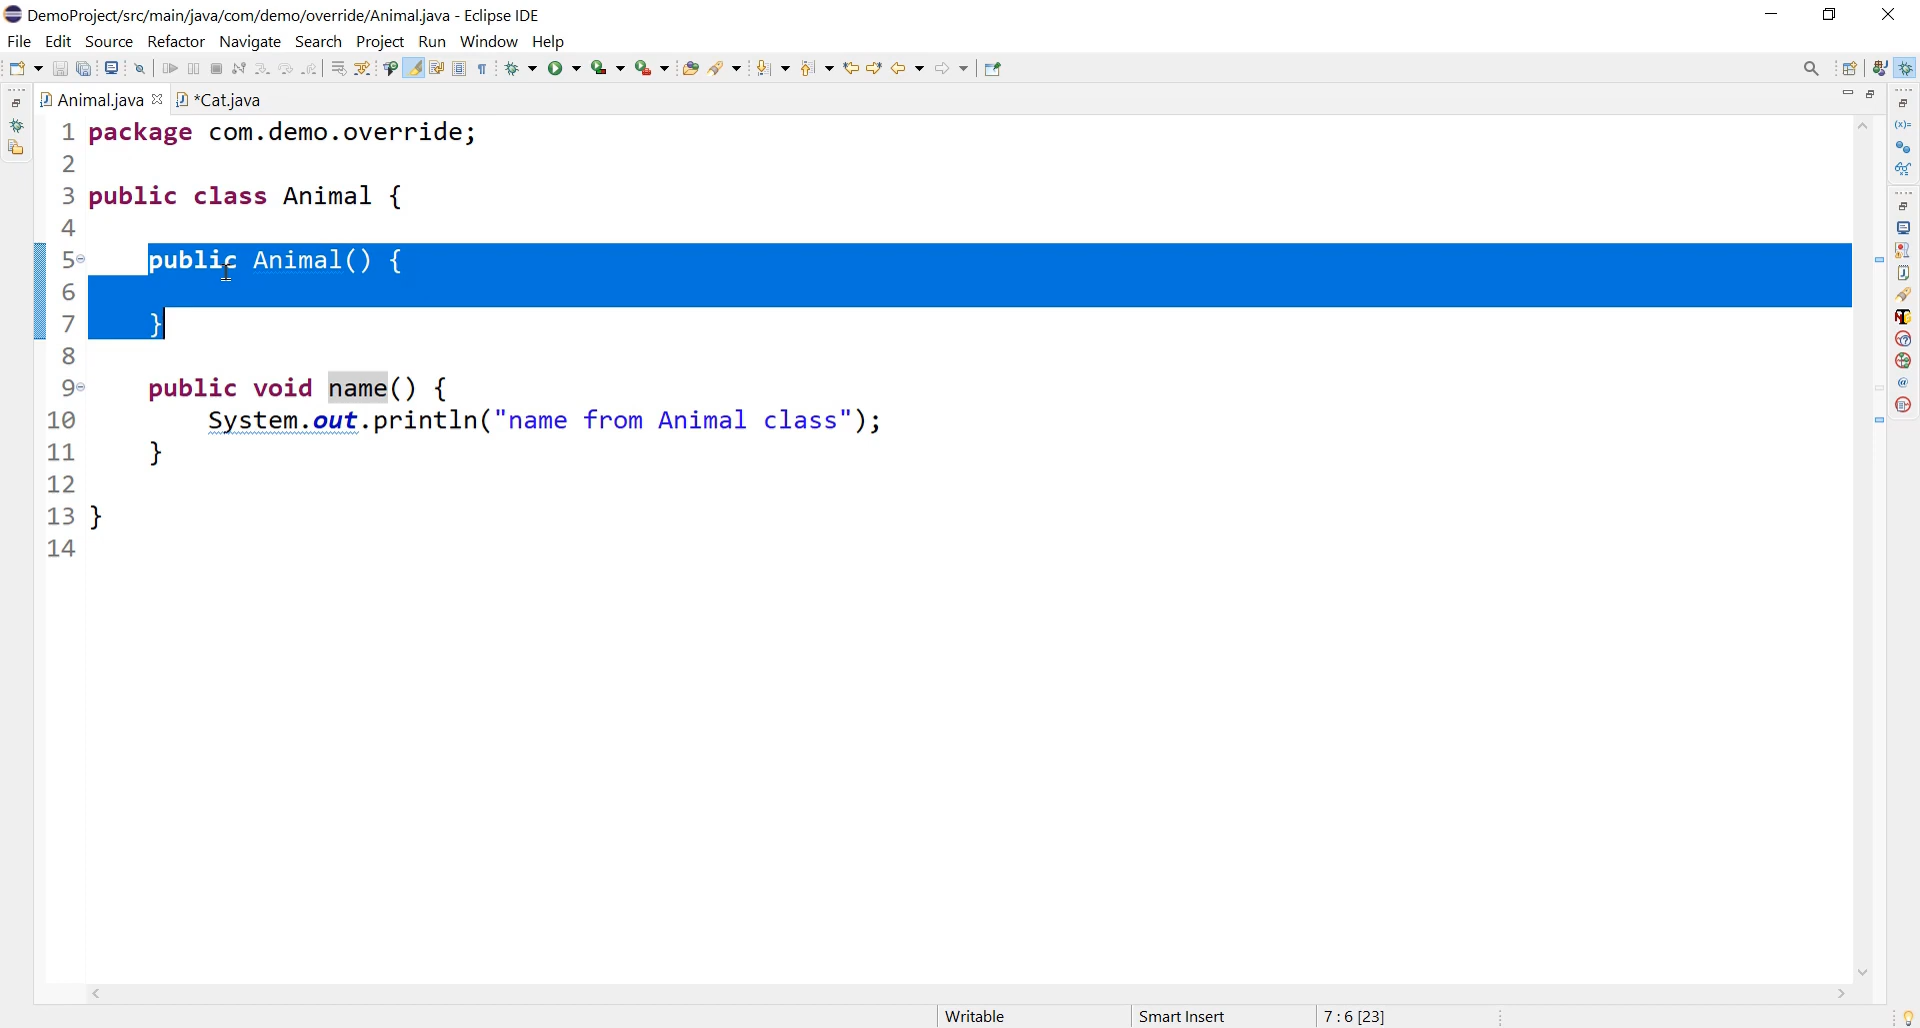 DemoProject/src/main/java/com/demo/override/Animal.java - Eclipse IDE
File Edit Source Refactor Navigate Search Project Run Window Help
Animal.java *Cat.java
1 package com.demo.override;
2
3 public class Animal {
4
5 public Animal() {
6
7 }
8
9 public void name() {
10 System.out.println("name from Animal class");
11 }
12
13 }
14
Writable Smart Insert 7 : 6 [23]